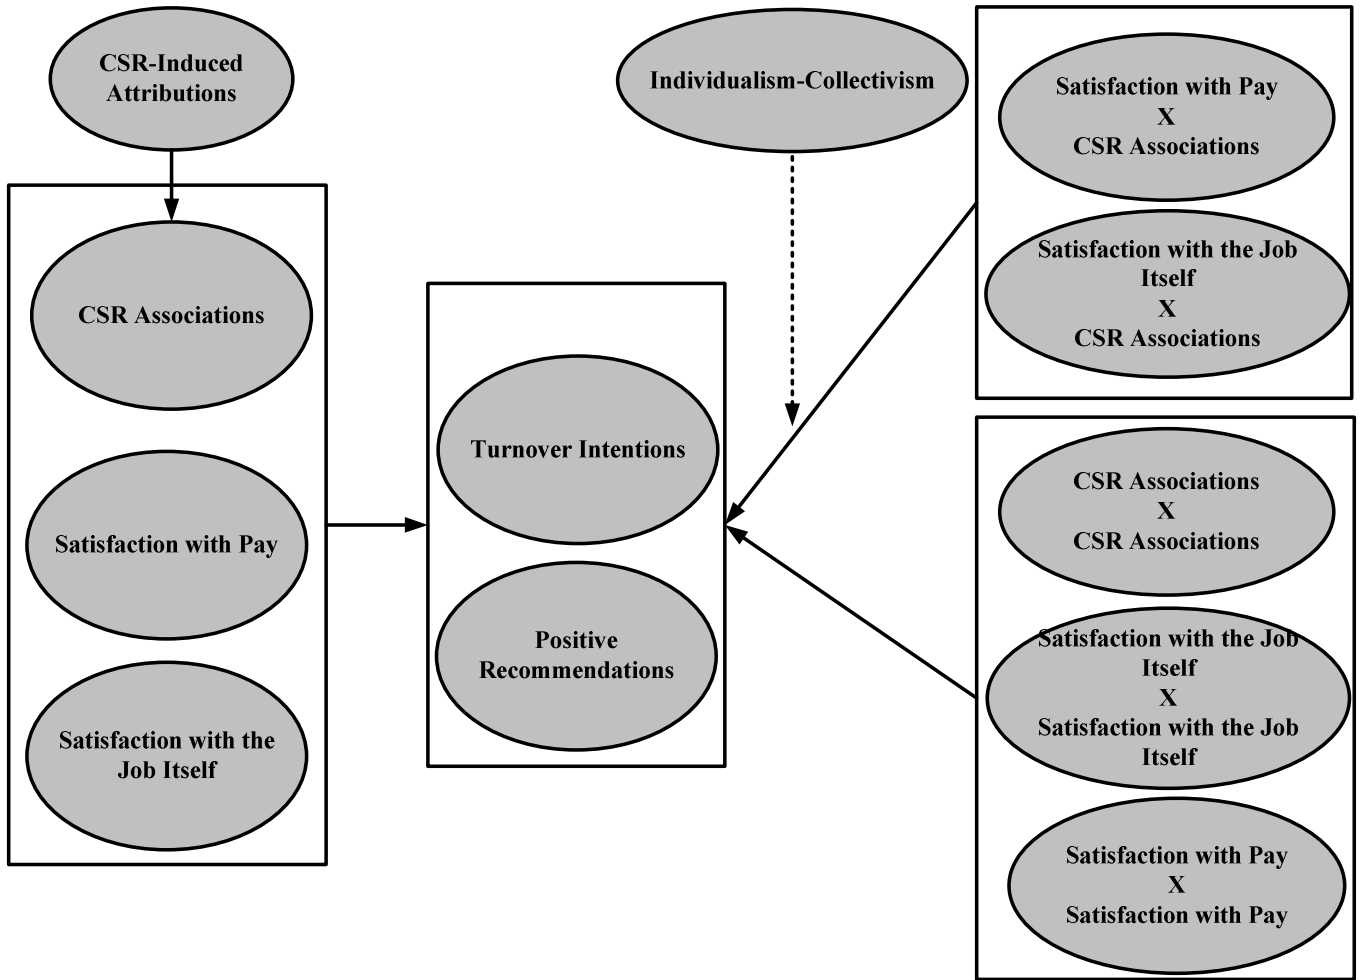 CSR-Induced
Attributions
CSR Associations
Satisfaction with Pay
Satisfaction with the
Job Itself
Turnover Intentions
Positive
Recommendations
Individualism-Collectivism
Satisfaction with Pay
X
CSR Associations
Satisfaction with the Job
Itself
X
CSR Associations
CSR Associations
X
CSR Associations
Satisfaction with the Job
Itself
X
Satisfaction with the Job
Itself
Satisfaction with Pay
X
Satisfaction with Pay